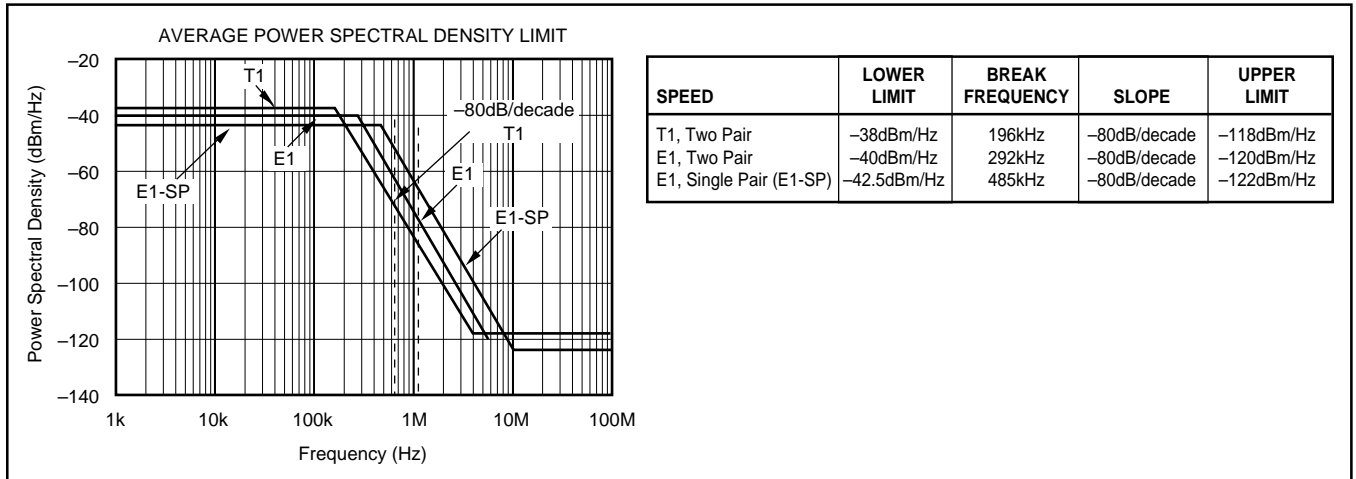 AVERAGE POWER SPECTRAL DENSITY LIMIT
Power Spectral Density (dBm/Hz)
–20
–40
–60
–80
–100
–120
–140
T1
E1
E1-SP
–80dB/decade
T1
E1
E1-SP
1k 10k 100k 1M 10M 100M
Frequency (Hz)
SPEED LOWER LIMIT BREAK FREQUENCY SLOPE UPPER LIMIT
T1, Two Pair –38dBm/Hz 196kHz –80dB/decade –118dBm/Hz
E1, Two Pair –40dBm/Hz 292kHz –80dB/decade –120dBm/Hz
E1, Single Pair (E1-SP) –42.5dBm/Hz 485kHz –80dB/decade –122dBm/Hz